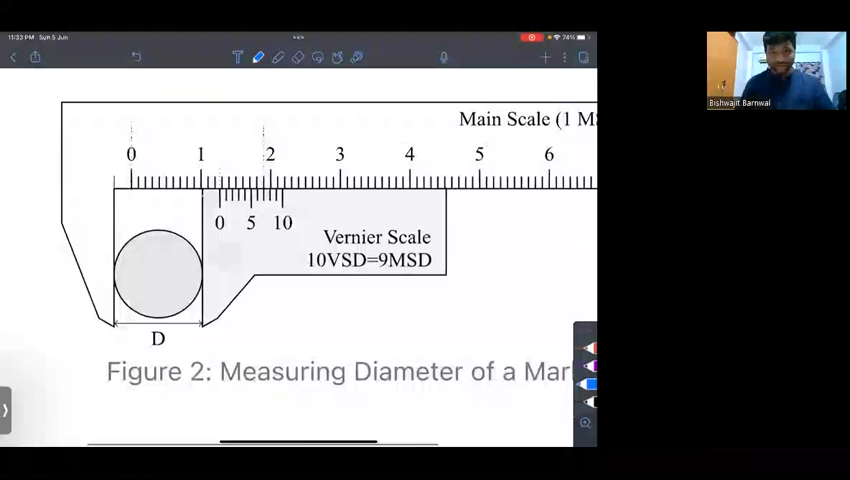 11:33 PM Sun 5 Jun
74%
Main Scale (1 M
0 1 2 3 4 5 6
0 5 10
Vernier Scale
10VSD=9MSD
D
Figure 2: Measuring Diameter of a Mar
Bishwajit Barnwal